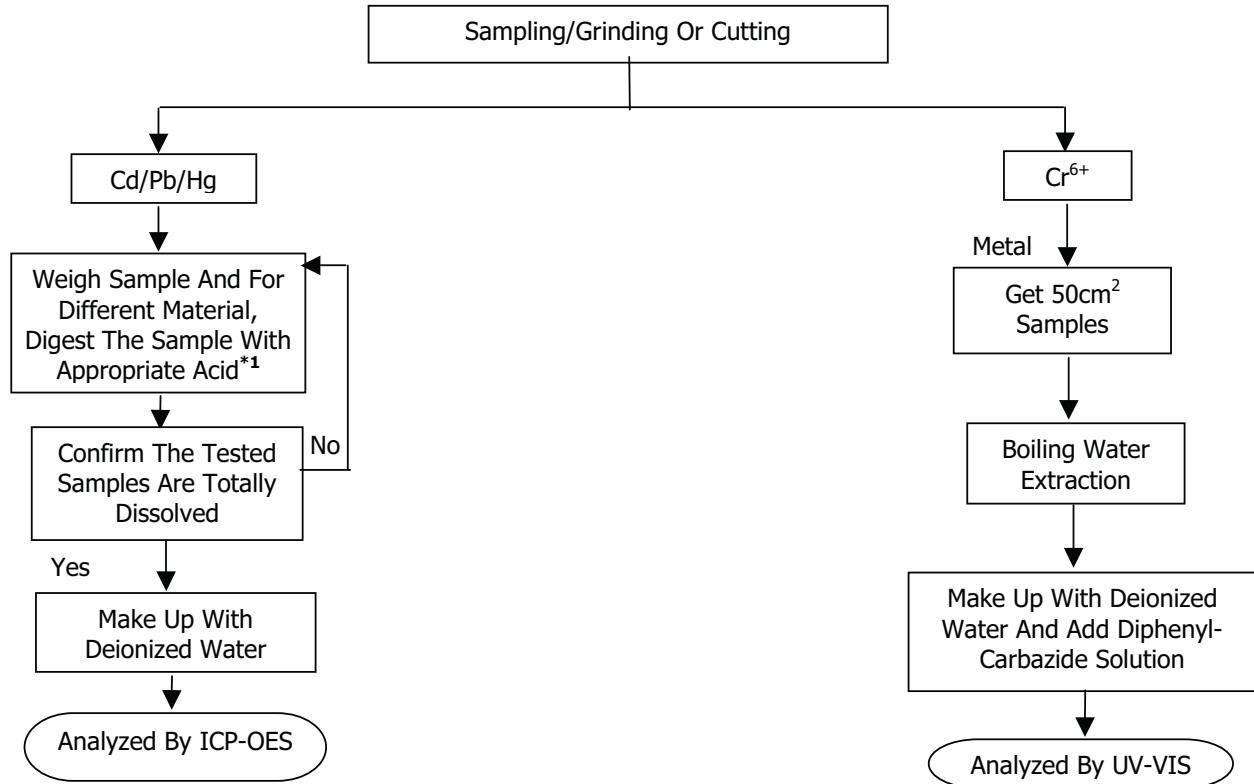 Sampling/Grinding Or Cutting
Cd/Pb/Hg
Weigh Sample And For
Different Material,
Digest The Sample With
Appropriate Acid*1
Confirm The Tested
Samples Are Totally
Dissolved
No
Yes
Make Up With
Deionized Water
Analyzed By ICP-OES
Cr6+
Metal
Get 50cm2
Samples
Boiling Water
Extraction
Make Up With Deionized
Water And Add Diphenyl-
Carbazide Solution
Analyzed By UV-VIS